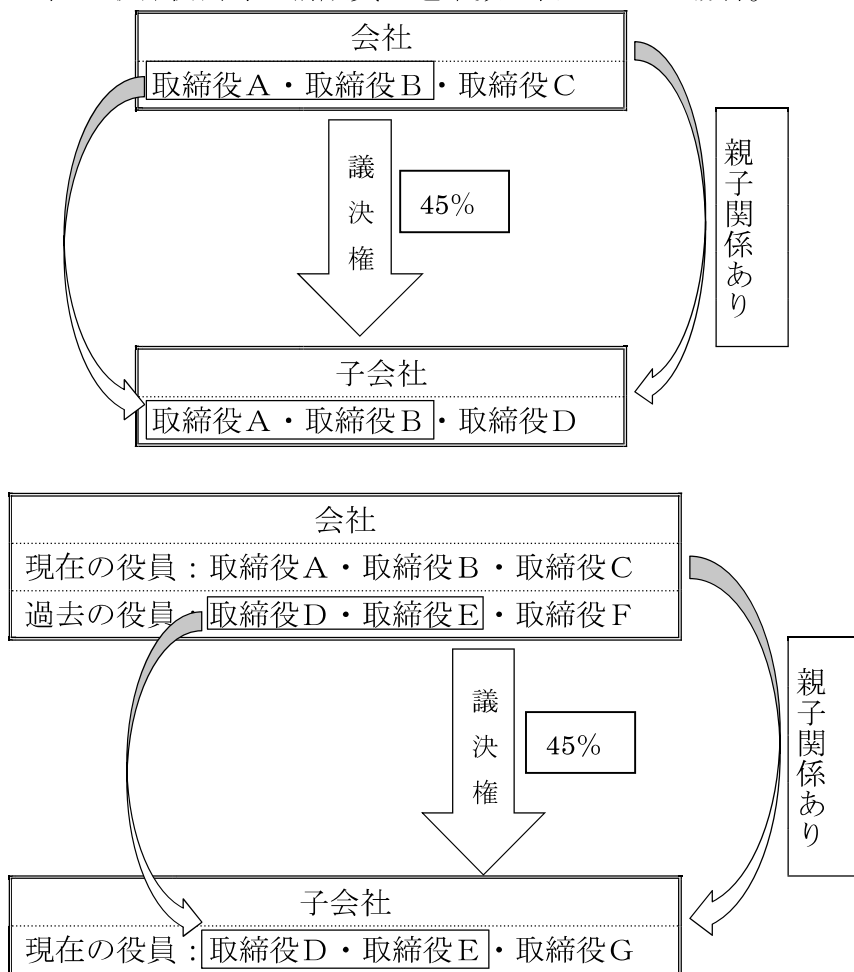 会社
取締役A・取締役B・取締役C
議決権
45%
親子関係あり
子会社
取締役A・取締役B・取締役D
会社
現在の役員：取締役A・取締役B・取締役C
過去の役員：取締役D・取締役E・取締役F
議決権
45%
親子関係あり
子会社
現在の役員：取締役D・取締役E・取締役G